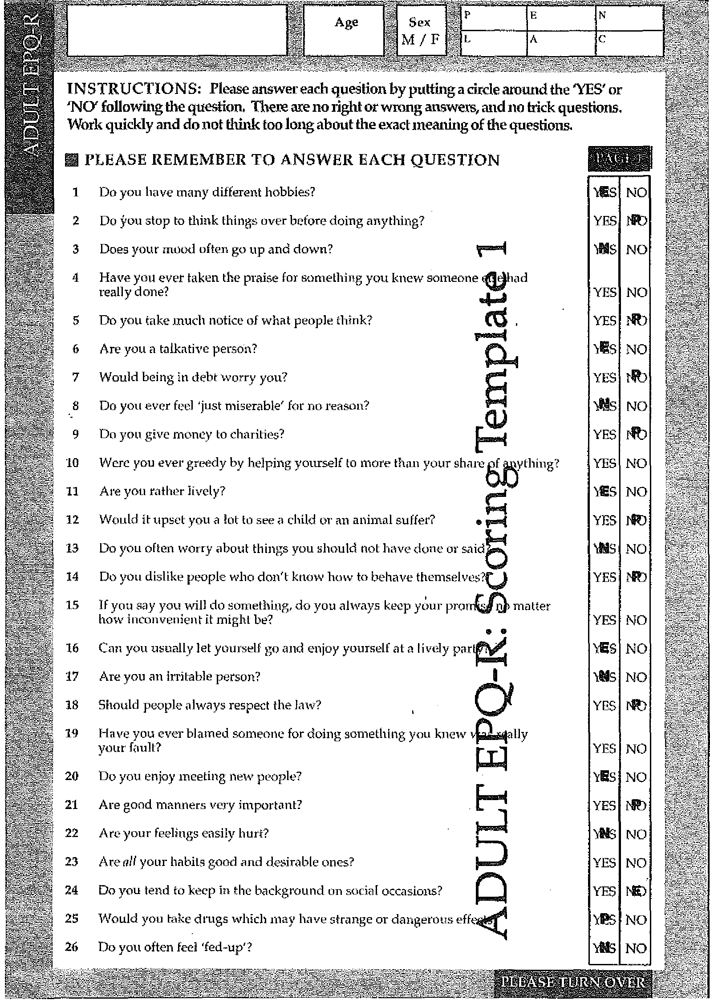 ADULT EPQ-R
Age
Sex
M / F
P E N
L A C
INSTRUCTIONS: Please answer each question by putting a circle around the 'YES' or
'NO' following the question. There are no right or wrong answers, and no trick questions.
Work quickly and do not think too long about the exact meaning of the questions.
PLEASE REMEMBER TO ANSWER EACH QUESTION
PAGE 1
1 Do you have many different hobbies? YES NO
2 Do you stop to think things over before doing anything? YES NO
3 Does your mood often go up and down? YES NO
4 Have you ever taken the praise for something you knew someone else had
really done? YES NO
5 Do you take much notice of what people think? YES NO
6 Are you a talkative person? YES NO
7 Would being in debt worry you? YES NO
8 Do you ever feel 'just miserable' for no reason? YES NO
9 Do you give money to charities? YES NO
10 Were you ever greedy by helping yourself to more than your share of anything? YES NO
11 Are you rather lively? YES NO
12 Would it upset you a lot to see a child or an animal suffer? YES NO
13 Do you often worry about things you should not have done or said? YES NO
14 Do you dislike people who don't know how to behave themselves? YES NO
15 If you say you will do something, do you always keep your promise no matter
how inconvenient it might be? YES NO
16 Can you usually let yourself go and enjoy yourself at a lively party? YES NO
17 Are you an irritable person? YES NO
18 Should people always respect the law? YES NO
19 Have you ever blamed someone for doing something you knew was really
your fault? YES NO
20 Do you enjoy meeting new people? YES NO
21 Are good manners very important? YES NO
22 Are your feelings easily hurt? YES NO
23 Are all your habits good and desirable ones? YES NO
24 Do you tend to keep in the background on social occasions? YES NO
25 Would you take drugs which may have strange or dangerous effects? YES NO
26 Do you often feel 'fed-up'? YES NO
ADULT EPQ-R: Scoring Template 1
PLEASE TURN OVER